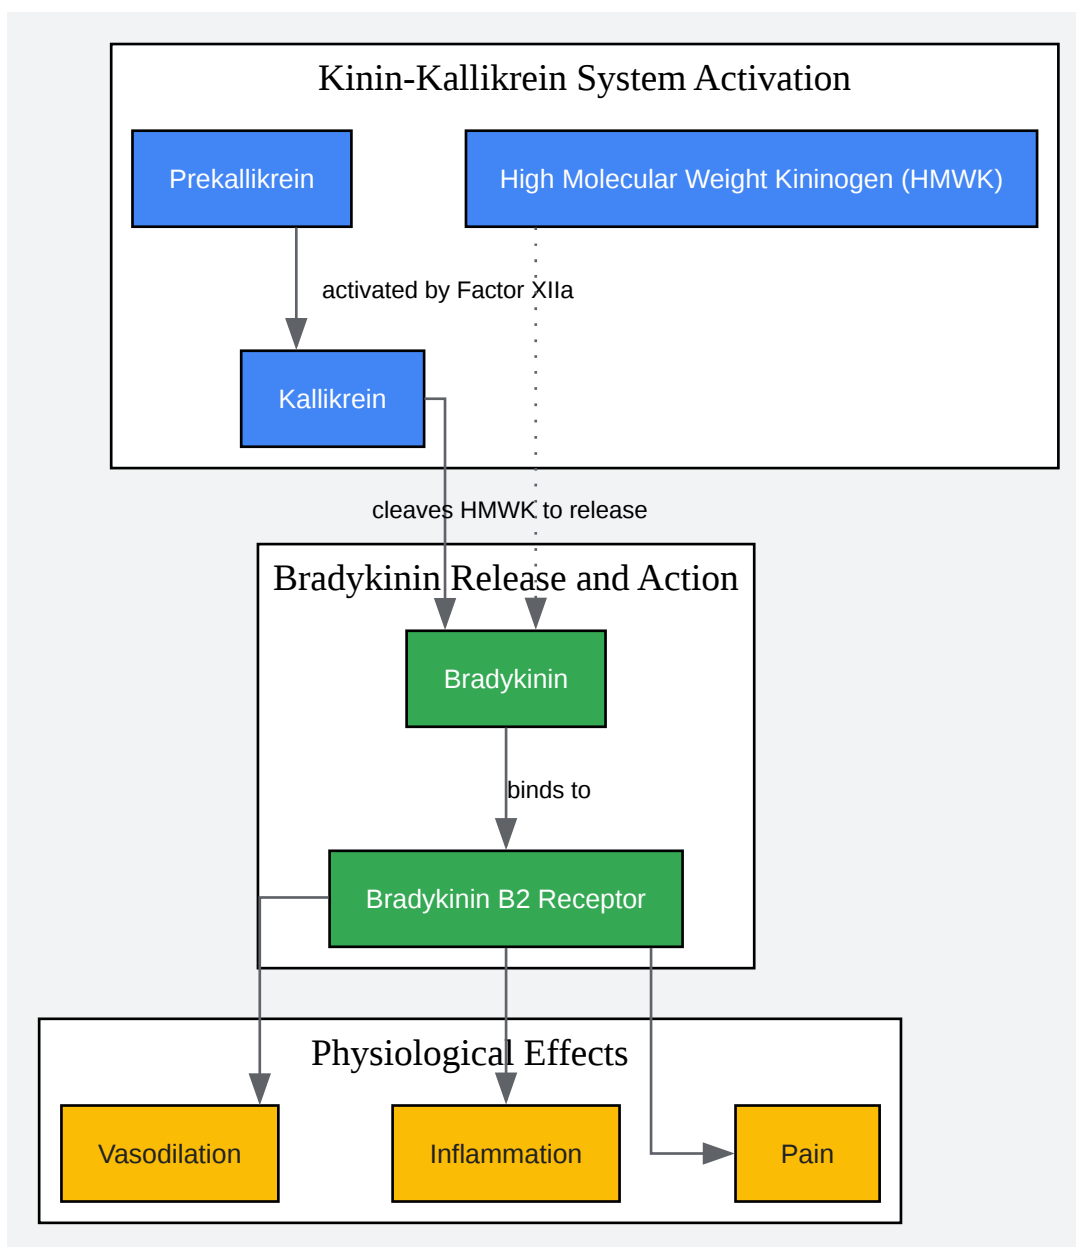 Kinin-Kallikrein System Activation
Prekallikrein
High Molecular Weight Kininogen (HMWK)
activated by Factor XIIa
Kallikrein
cleaves HMWK to release
Bradykinin Release and Action
Bradykinin
binds to
Bradykinin B2 Receptor
Physiological Effects
Vasodilation
Inflammation
Pain